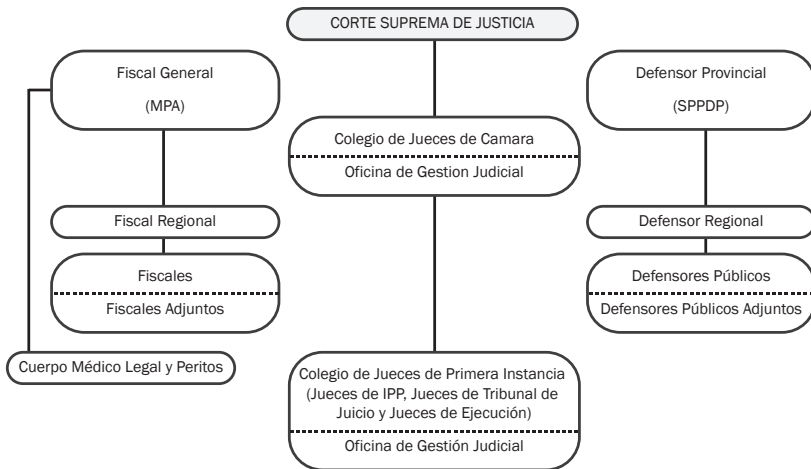 CORTE SUPREMA DE JUSTICIA
Fiscal General
(MPA)
Defensor Provincial
(SPPDP)
Colegio de Jueces de Camara
Oficina de Gestion Judicial
Fiscal Regional
Defensor Regional
Fiscales
Fiscales Adjuntos
Defensores Públicos
Defensores Públicos Adjuntos
Cuerpo Médico Legal y Peritos
Colegio de Jueces de Primera Instancia
(Jueces de IPP, Jueces de Tribunal de
Juicio y Jueces de Ejecución)
Oficina de Gestión Judicial